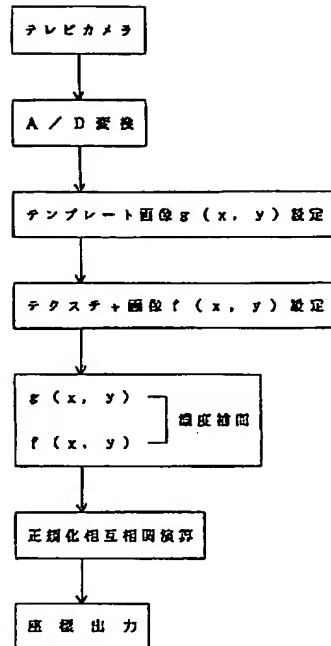 テレビカメラ
A／D変換
テンプレート画像g（x，y）設定
テクスチャ画像f（x，y）設定
g（x，y）
濃度補間
f（x，y）
正規化相互相関演算
座標出力